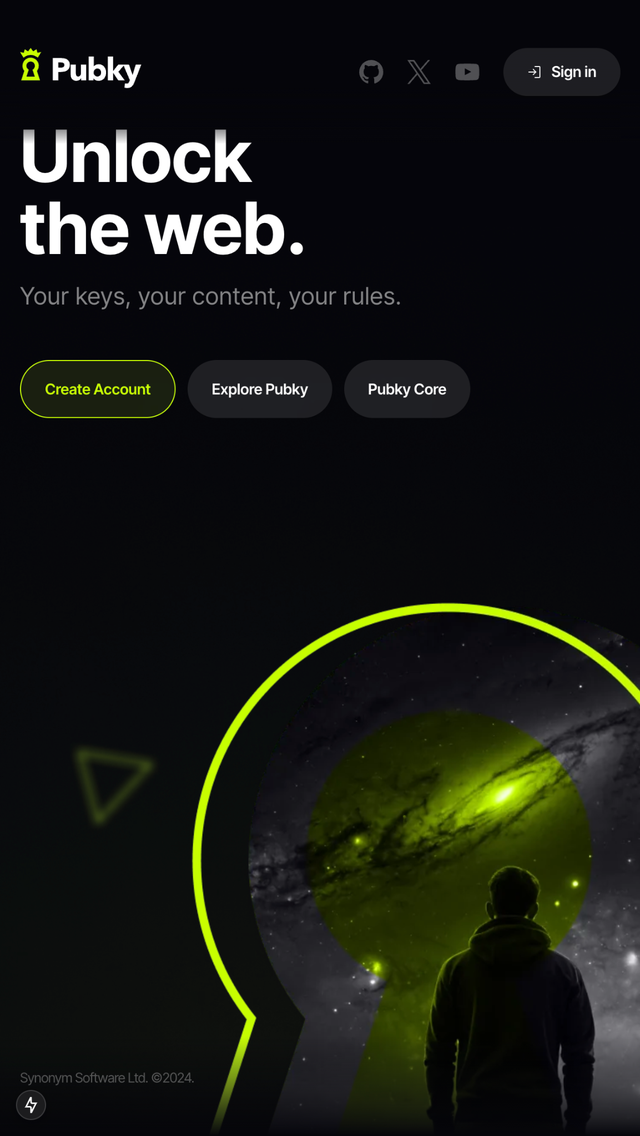 Pubky
Sign in
Unlock
the web.
Your keys, your content, your rules.
Create Account
Explore Pubky
Pubky Core
Synonym Software Ltd. ©2024.